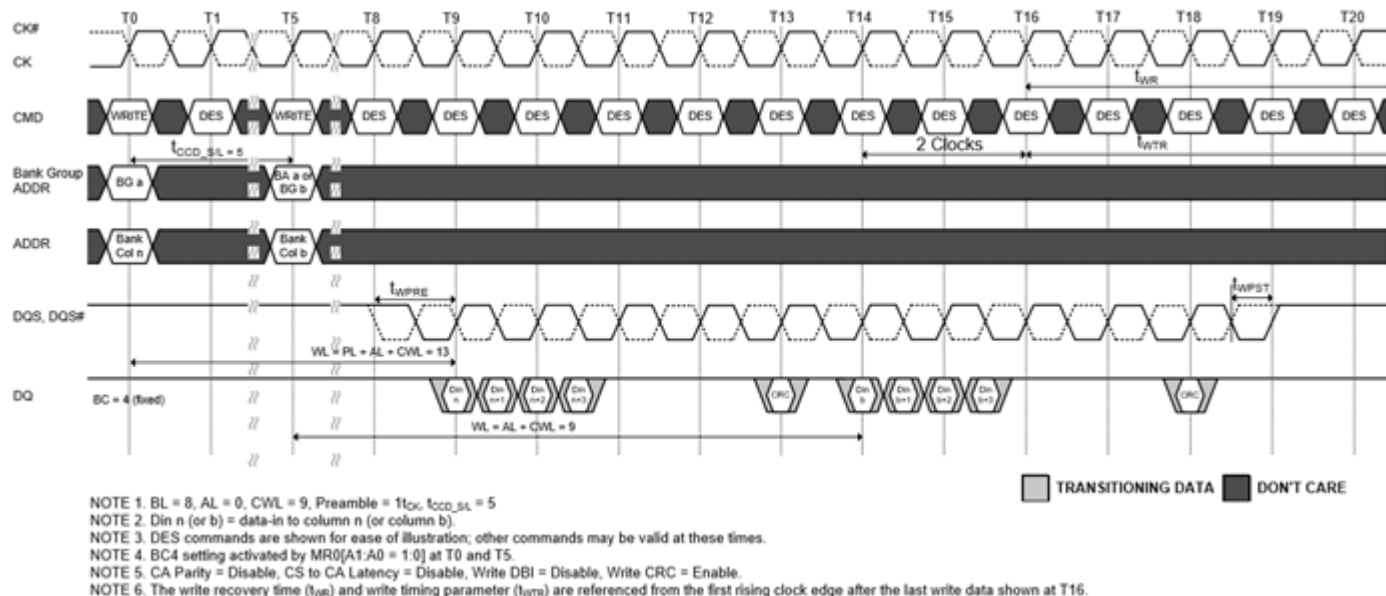 T0 T1 T5 T8 T9 T10 T11 T12 T13 T14 T15 T16 T17 T18 T19 T20
CK#
CK
tWR
CMD WRITE DES WRITE DES DES DES DES DES DES DES DES DES DES DES DES DES
tCCD_S/L = 5
2 Clocks
tWTR
Bank Group
ADDR
BG a
BA a or
BG b
ADDR
Bank
Col n
Bank
Col b
tWPRE
tWPST
DQS, DQS#
WL = PL + AL + CWL = 13
DQ
BC = 4 (fixed)
Din
n
Din
n+1
Din
n+2
Din
n+3
CRC
Din
b
Din
b+1
Din
b+2
Din
b+3
CRC
WL = AL + CWL = 9
TRANSITIONING DATA DON'T CARE
NOTE 1. BL = 8, AL = 0, CWL = 9, Preamble = 1tCK, tCCD_S/L = 5
NOTE 2. Din n (or b) = data-in to column n (or column b).
NOTE 3. DES commands are shown for ease of illustration; other commands may be valid at these times.
NOTE 4. BC4 setting activated by MR0[A1:A0 = 1:0] at T0 and T5.
NOTE 5. CA Parity = Disable, CS to CA Latency = Disable, Write DBI = Disable, Write CRC = Enable.
NOTE 6. The write recovery time (tWR) and write timing parameter (tWTR) are referenced from the first rising clock edge after the last write data shown at T16.